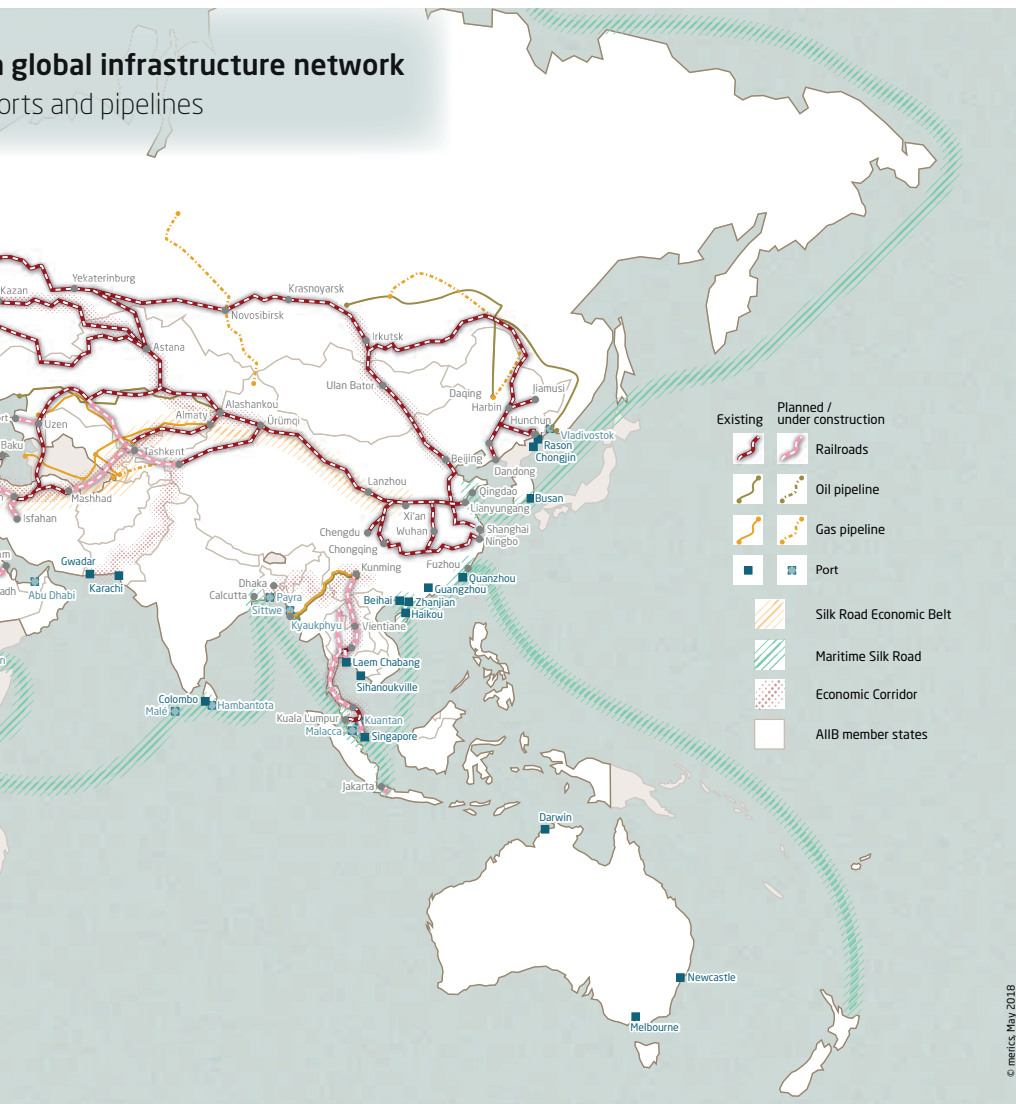 global infrastructure network
orts and pipelines
Yekaterinburg
Kazan
Krasnoyarsk
Novosibirsk
Irkutsk
Astana
Ulan Bator
Daqing
Jiamusi
Harbin
Alashankou
Almaty
Ürümqi
Uzen
Hunchun
Vladivostok
Rason
Chongjin
Baku
Tashkent
Beijing
Dandong
Lanzhou
Mashhad
Qingdao
Busan
Lianyungang
Isfahan
Xi'an
Chengdu
Wuhan
Shanghai
Ningbo
Chongqing
Fuzhou
Gwadar
Kunming
Quanzhou
Abu Dhabi
Karachi
Dhaka
Calcutta
Payra
Guangzhou
Beihai
Zhanjian
Sittwe
Haikou
Kyaukphyu
Vientiane
Laem Chabang
Sihanoukville
Colombo
Hambantota
Malé
Kuala Lumpur
Kuantan
Malacca
Singapore
Jakarta
Darwin
Newcastle
Melbourne
Existing
Planned /
under construction
Railroads
Oil pipeline
Gas pipeline
Port
Silk Road Economic Belt
Maritime Silk Road
Economic Corridor
AIIB member states
© merics, May 2018